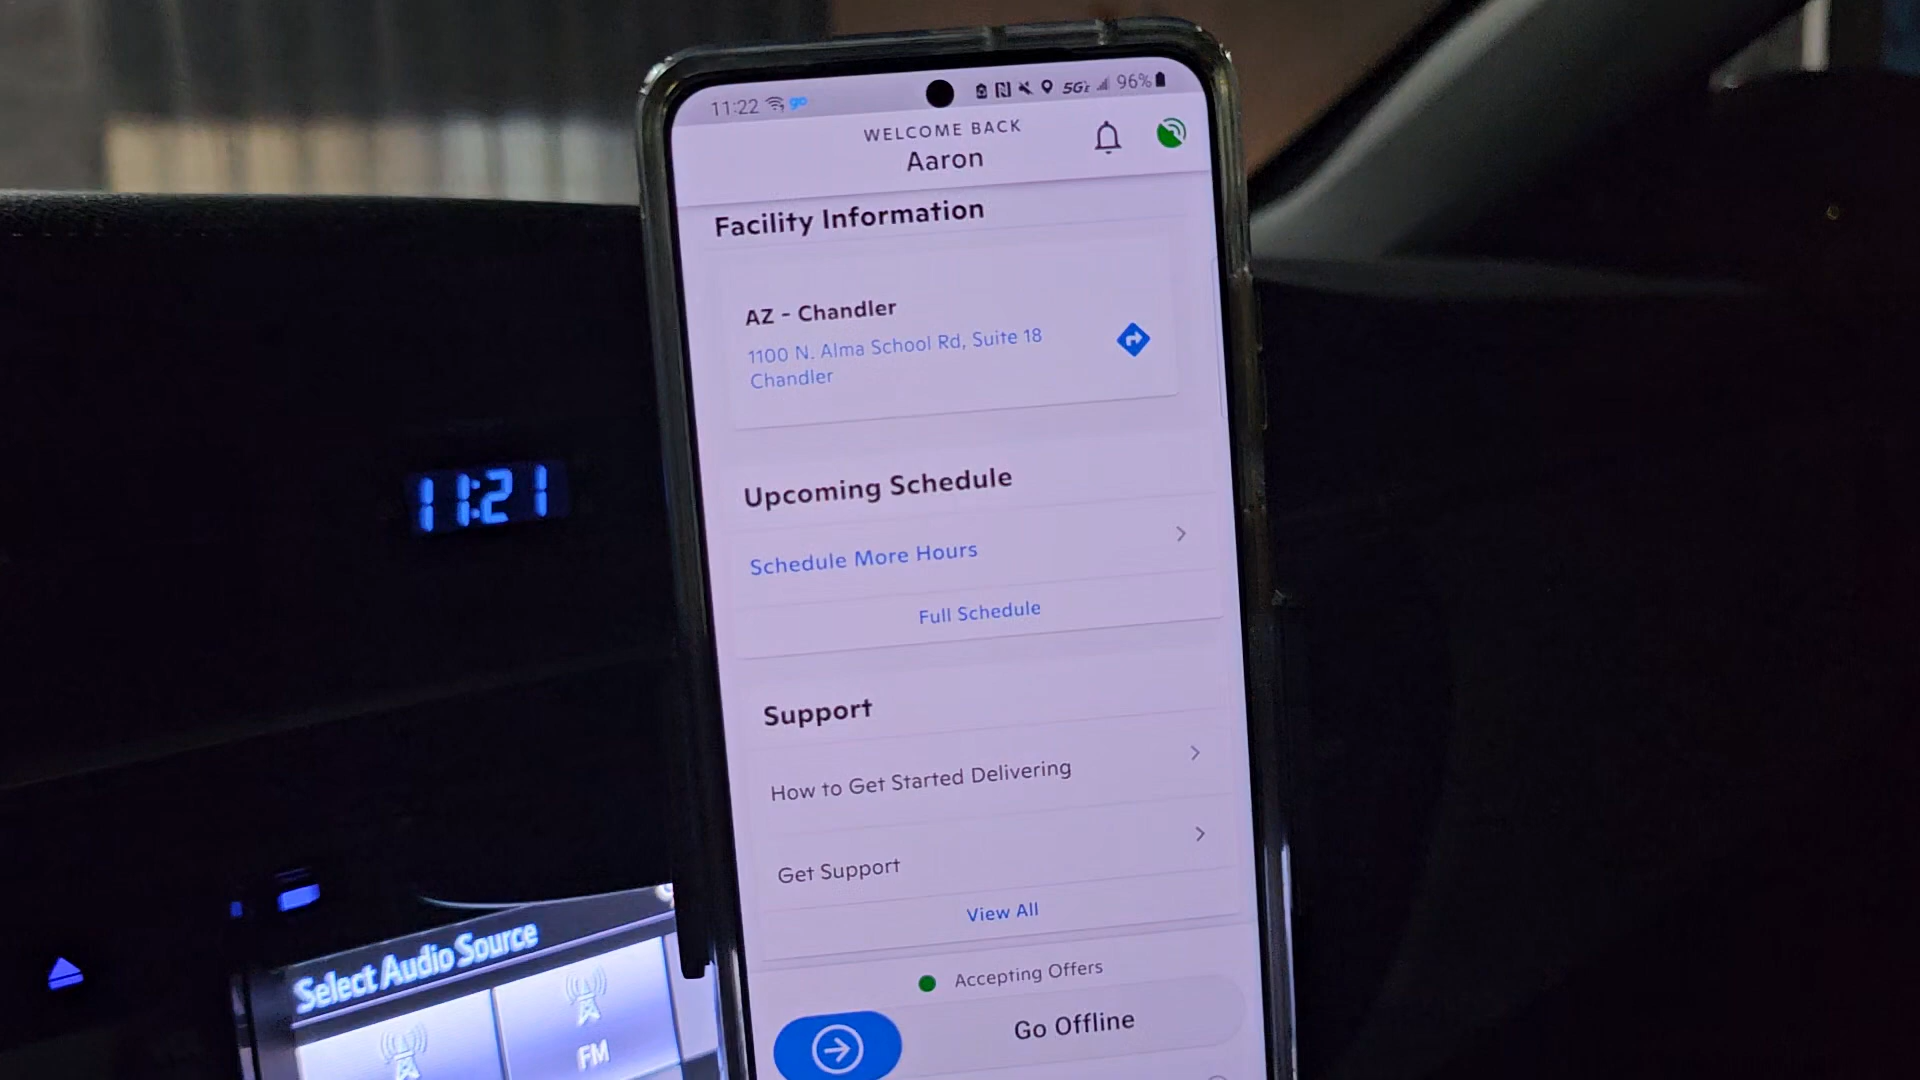 11:22 go 5G 96%
WELCOME BACK
Aaron
Facility Information
AZ - Chandler
1100 N. Alma School Rd, Suite 18
Chandler
Upcoming Schedule
Schedule More Hours
Full Schedule
Support
How to Get Started Delivering
Get Support
View All
Accepting Offers
Go Offline
11:21
Select Audio Source
FM